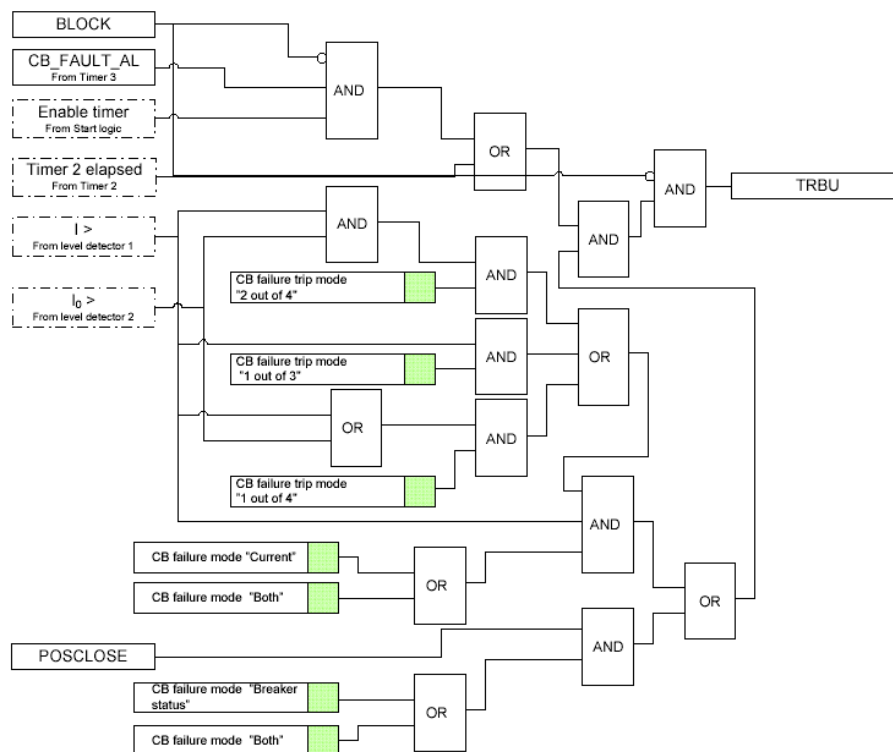 BLOCK
CB_FAULT_AL
From Timer 3
AND
Enable timer
From Start logic
OR
Timer 2 elapsed
From Timer 2
AND
TRBU
I >
From level detector 1
AND
AND
CB failure trip mode
"2 out of 4"
AND
I0 >
From level detector 2
CB failure trip mode
"1 out of 3"
AND
OR
OR
AND
CB failure trip mode
"1 out of 4"
AND
CB failure mode "Current"
OR
CB failure mode "Both"
OR
POSCLOSE
AND
CB failure mode "Breaker
status"
OR
CB failure mode "Both"